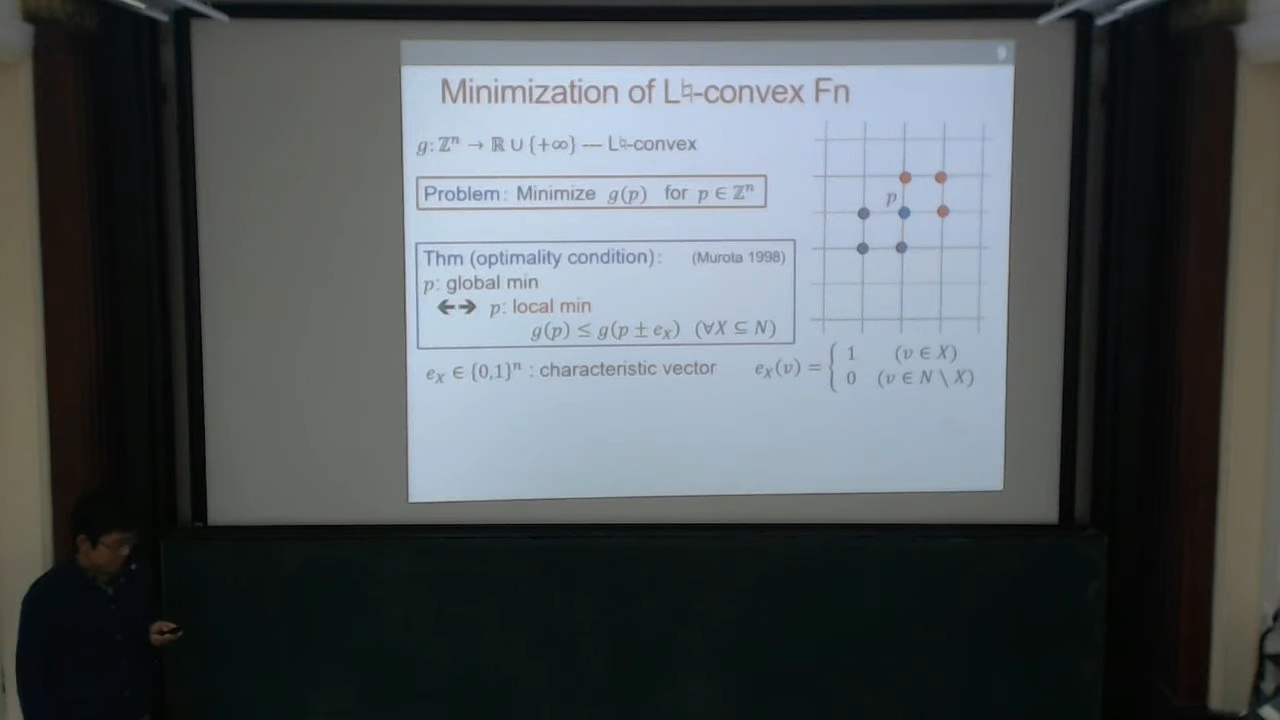 9
Minimization of L♮-convex Fn
g: ℤⁿ → ℝ ∪ {+∞} — L♮-convex
Problem: Minimize g(p) for p ∈ ℤⁿ
p
Thm (optimality condition): (Murota 1998)
p: global min
↔ p: local min
g(p) ≤ g(p ± e_X) (∀X ⊆ N)
e_X ∈ {0,1}ⁿ : characteristic vector
e_X(v) = { 1 (v ∈ X)
0 (v ∈ N \ X)